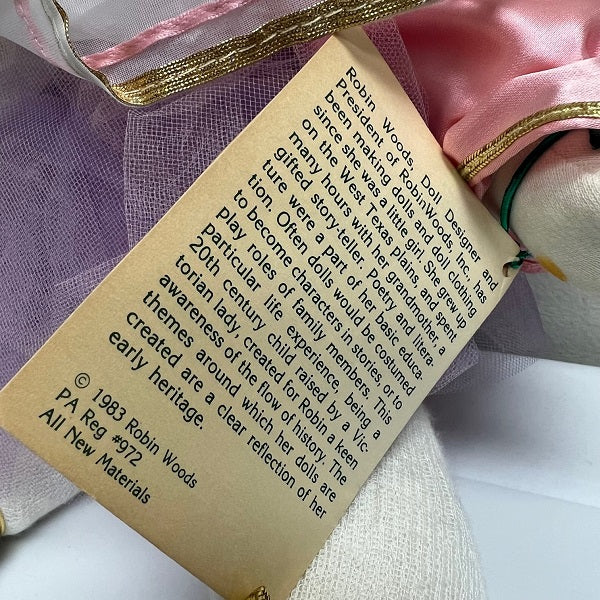 Robin Woods, Doll Designer and
President of RobinWoods, Inc., has
been making dolls and doll clothing
since she was a little girl. She grew up
on the West Texas plains, and spent
many hours with her grandmother, a
gifted story-teller. Poetry and litera-
ture were a part of her basic educa-
tion. Often dolls would be costumed
to become characters in stories, or to
play roles of family members. This
particular life experience, being a
20th century child raised by a Vic-
torian lady, created for Robin a keen
awareness of the flow of history. The
themes around which her dolls are
created are a clear reflection of her
early heritage.
© 1983 Robin Woods
PA Reg #972
All New Materials